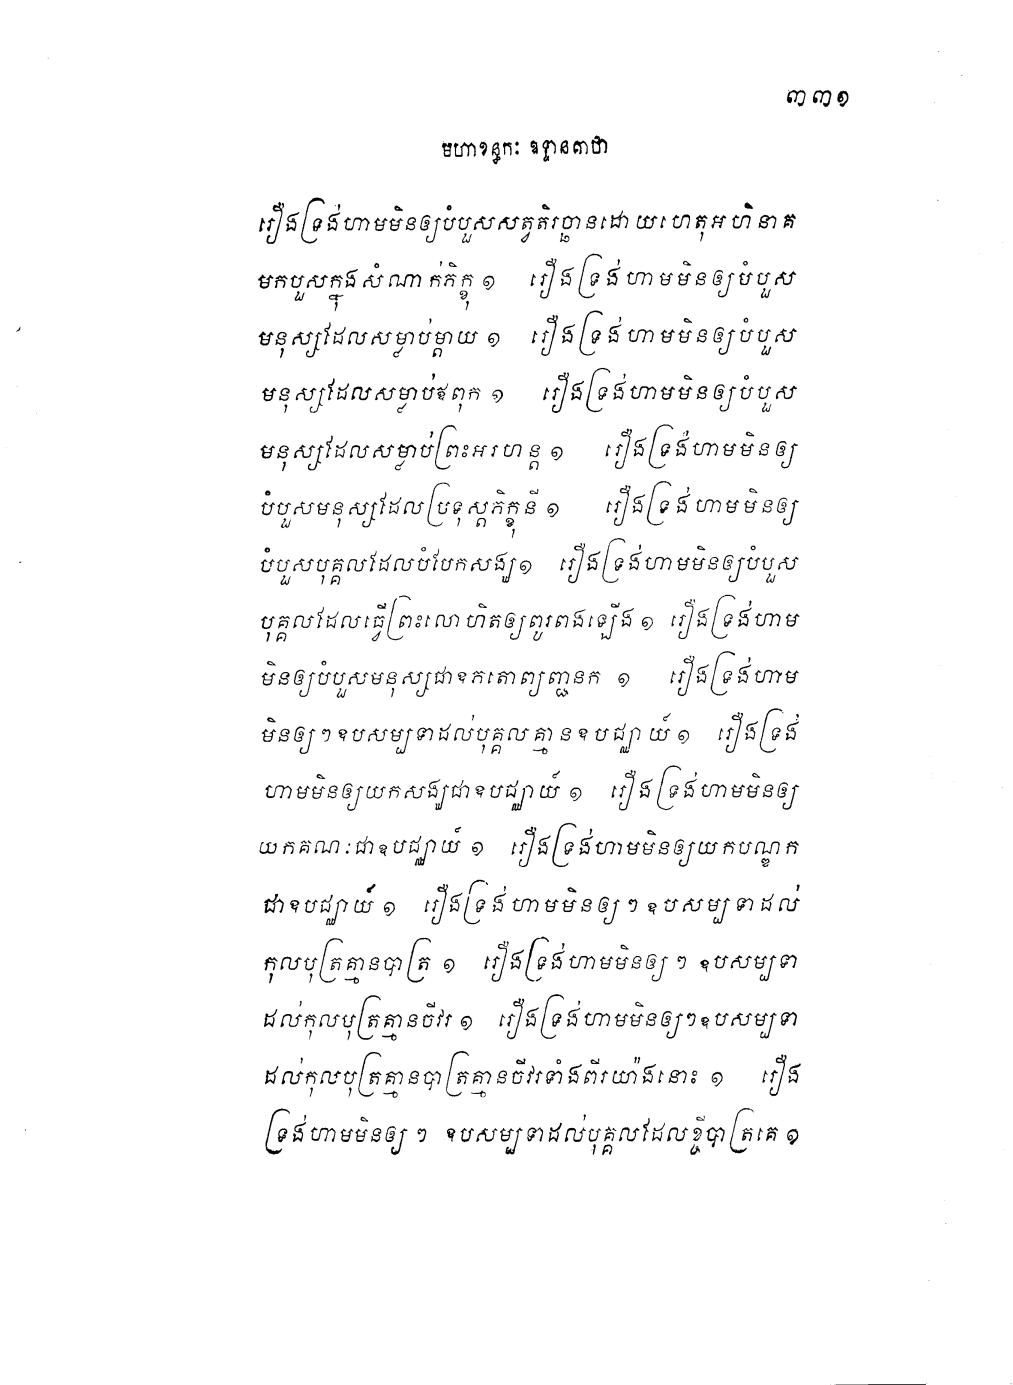 ៣៣១
មហាខន្ធកៈ ឧទ្ទានគាថា
រឿងទ្រង់ហាមមិនឲ្យបំបួសសត្វតិរច្ឆានដោយហេតុអហិនាគ
មកបួសក្នុងសំណាក់ភិក្ខុ ១ រឿងទ្រង់ហាមមិនឲ្យបំបួស
មនុស្សដែលសម្លាប់ម្តាយ ១ រឿងទ្រង់ហាមមិនឲ្យបំបួស
មនុស្សដែលសម្លាប់ឪពុក ១ រឿងទ្រង់ហាមមិនឲ្យបំបួស
មនុស្សដែលសម្លាប់ព្រះអរហន្ត ១ រឿងទ្រង់ហាមមិនឲ្យ
បំបួសមនុស្សដែលប្រទុស្តភិក្ខុនី ១ រឿងទ្រង់ហាមមិនឲ្យ
បំបួសបុគ្គលដែលបំបែកសង្ឃ ១ រឿងទ្រង់ហាមមិនឲ្យបំបួស
បុគ្គលដែលធ្វើព្រះលោហិតឲ្យពូរពងឡើង ១ រឿងទ្រង់ហាម
មិនឲ្យបំបួសមនុស្សជាឧភតោព្យញ្ជនក ១ រឿងទ្រង់ហាម
មិនឲ្យៗឧបសម្បទាដល់បុគ្គលគ្មានឧបជ្ឈាយ៍ ១ រឿងទ្រង់
ហាមមិនឲ្យយកសង្ឃជាឧបជ្ឈាយ៍ ១ រឿងទ្រង់ហាមមិនឲ្យ
យកគណៈជាឧបជ្ឈាយ៍ ១ រឿងទ្រង់ហាមមិនឲ្យយកបណ្ឌក
ជាឧបជ្ឈាយ៍ ១ រឿងទ្រង់ហាមមិនឲ្យៗឧបសម្បទាដល់
កុលបុត្រគ្មានបាត្រ ១ រឿងទ្រង់ហាមមិនឲ្យៗ ឧបសម្បទា
ដល់កុលបុត្រគ្មានចីវរ ១ រឿងទ្រង់ហាមមិនឲ្យៗឧបសម្បទា
ដល់កុលបុត្រគ្មានបាត្រគ្មានចីវរទាំងពីរយ៉ាងនោះ ១ រឿង
ទ្រង់ហាមមិនឲ្យៗ ឧបសម្បទាដល់បុគ្គលដែលខ្ចីបាត្រគេ ១